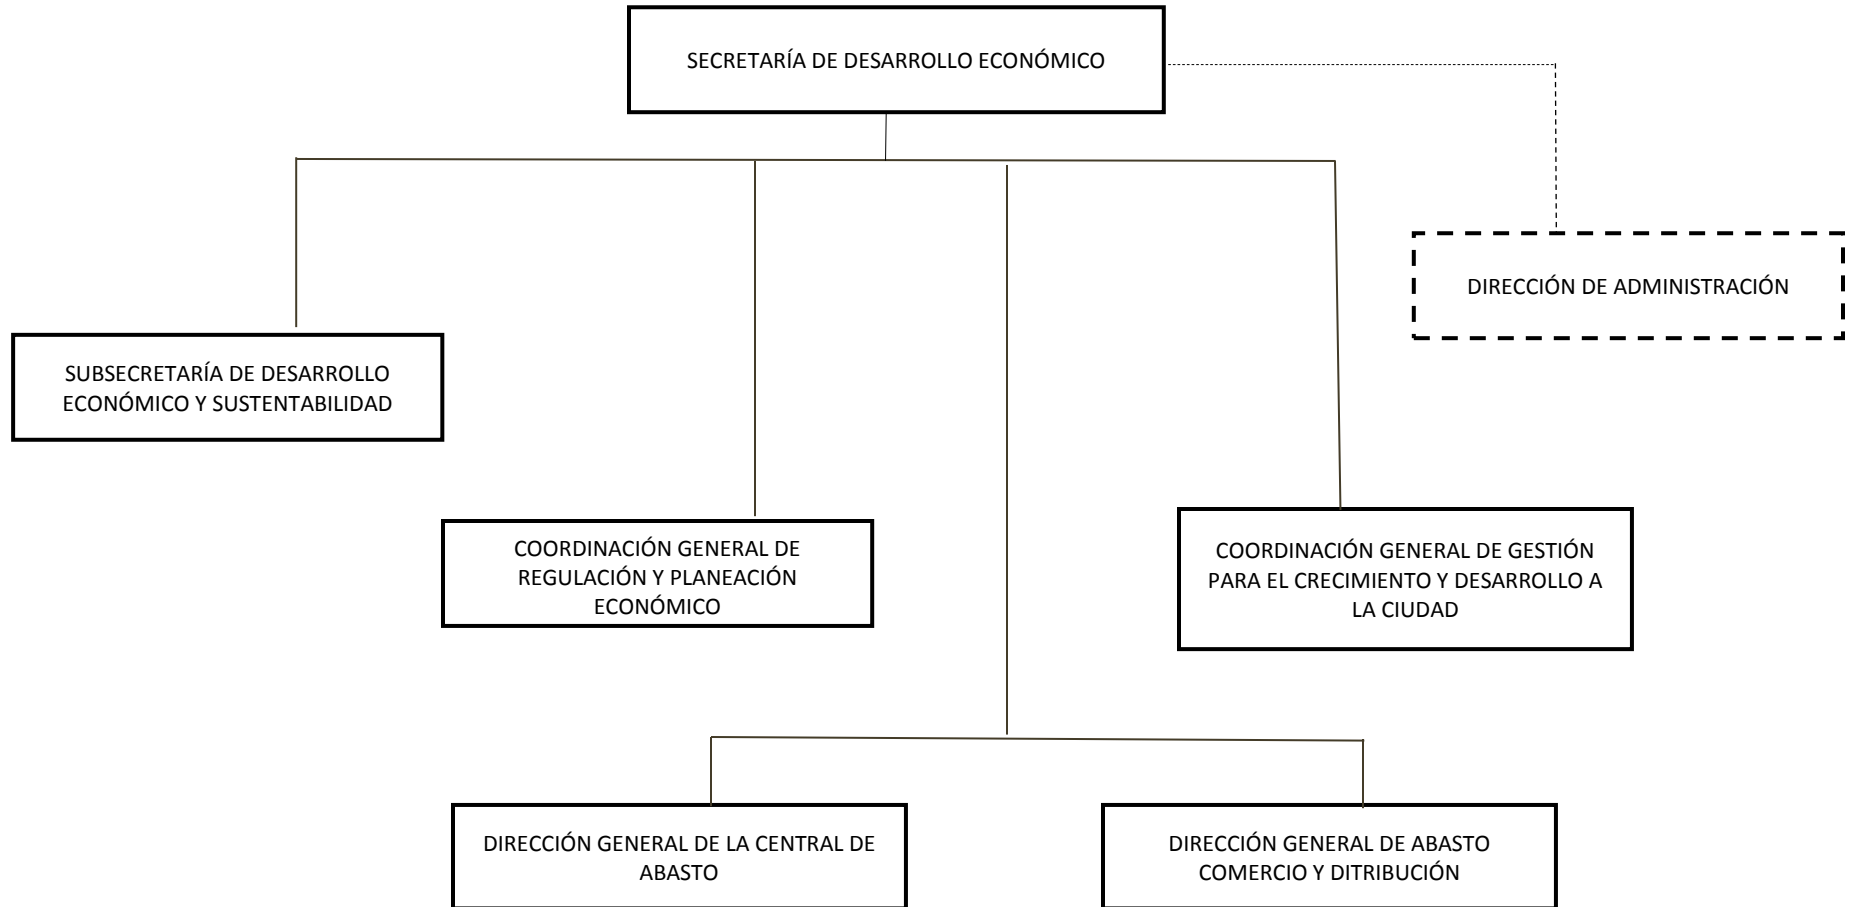 SECRETARÍA DE DESARROLLO ECONÓMICO
DIRECCIÓN DE ADMINISTRACIÓN
SUBSECRETARÍA DE DESARROLLO
ECONÓMICO Y SUSTENTABILIDAD
COORDINACIÓN GENERAL DE
REGULACIÓN Y PLANEACIÓN
ECONÓMICO
COORDINACIÓN GENERAL DE GESTIÓN
PARA EL CRECIMIENTO Y DESARROLLO A
LA CIUDAD
DIRECCIÓN GENERAL DE LA CENTRAL DE
ABASTO
DIRECCIÓN GENERAL DE ABASTO
COMERCIO Y DITRIBUCIÓN